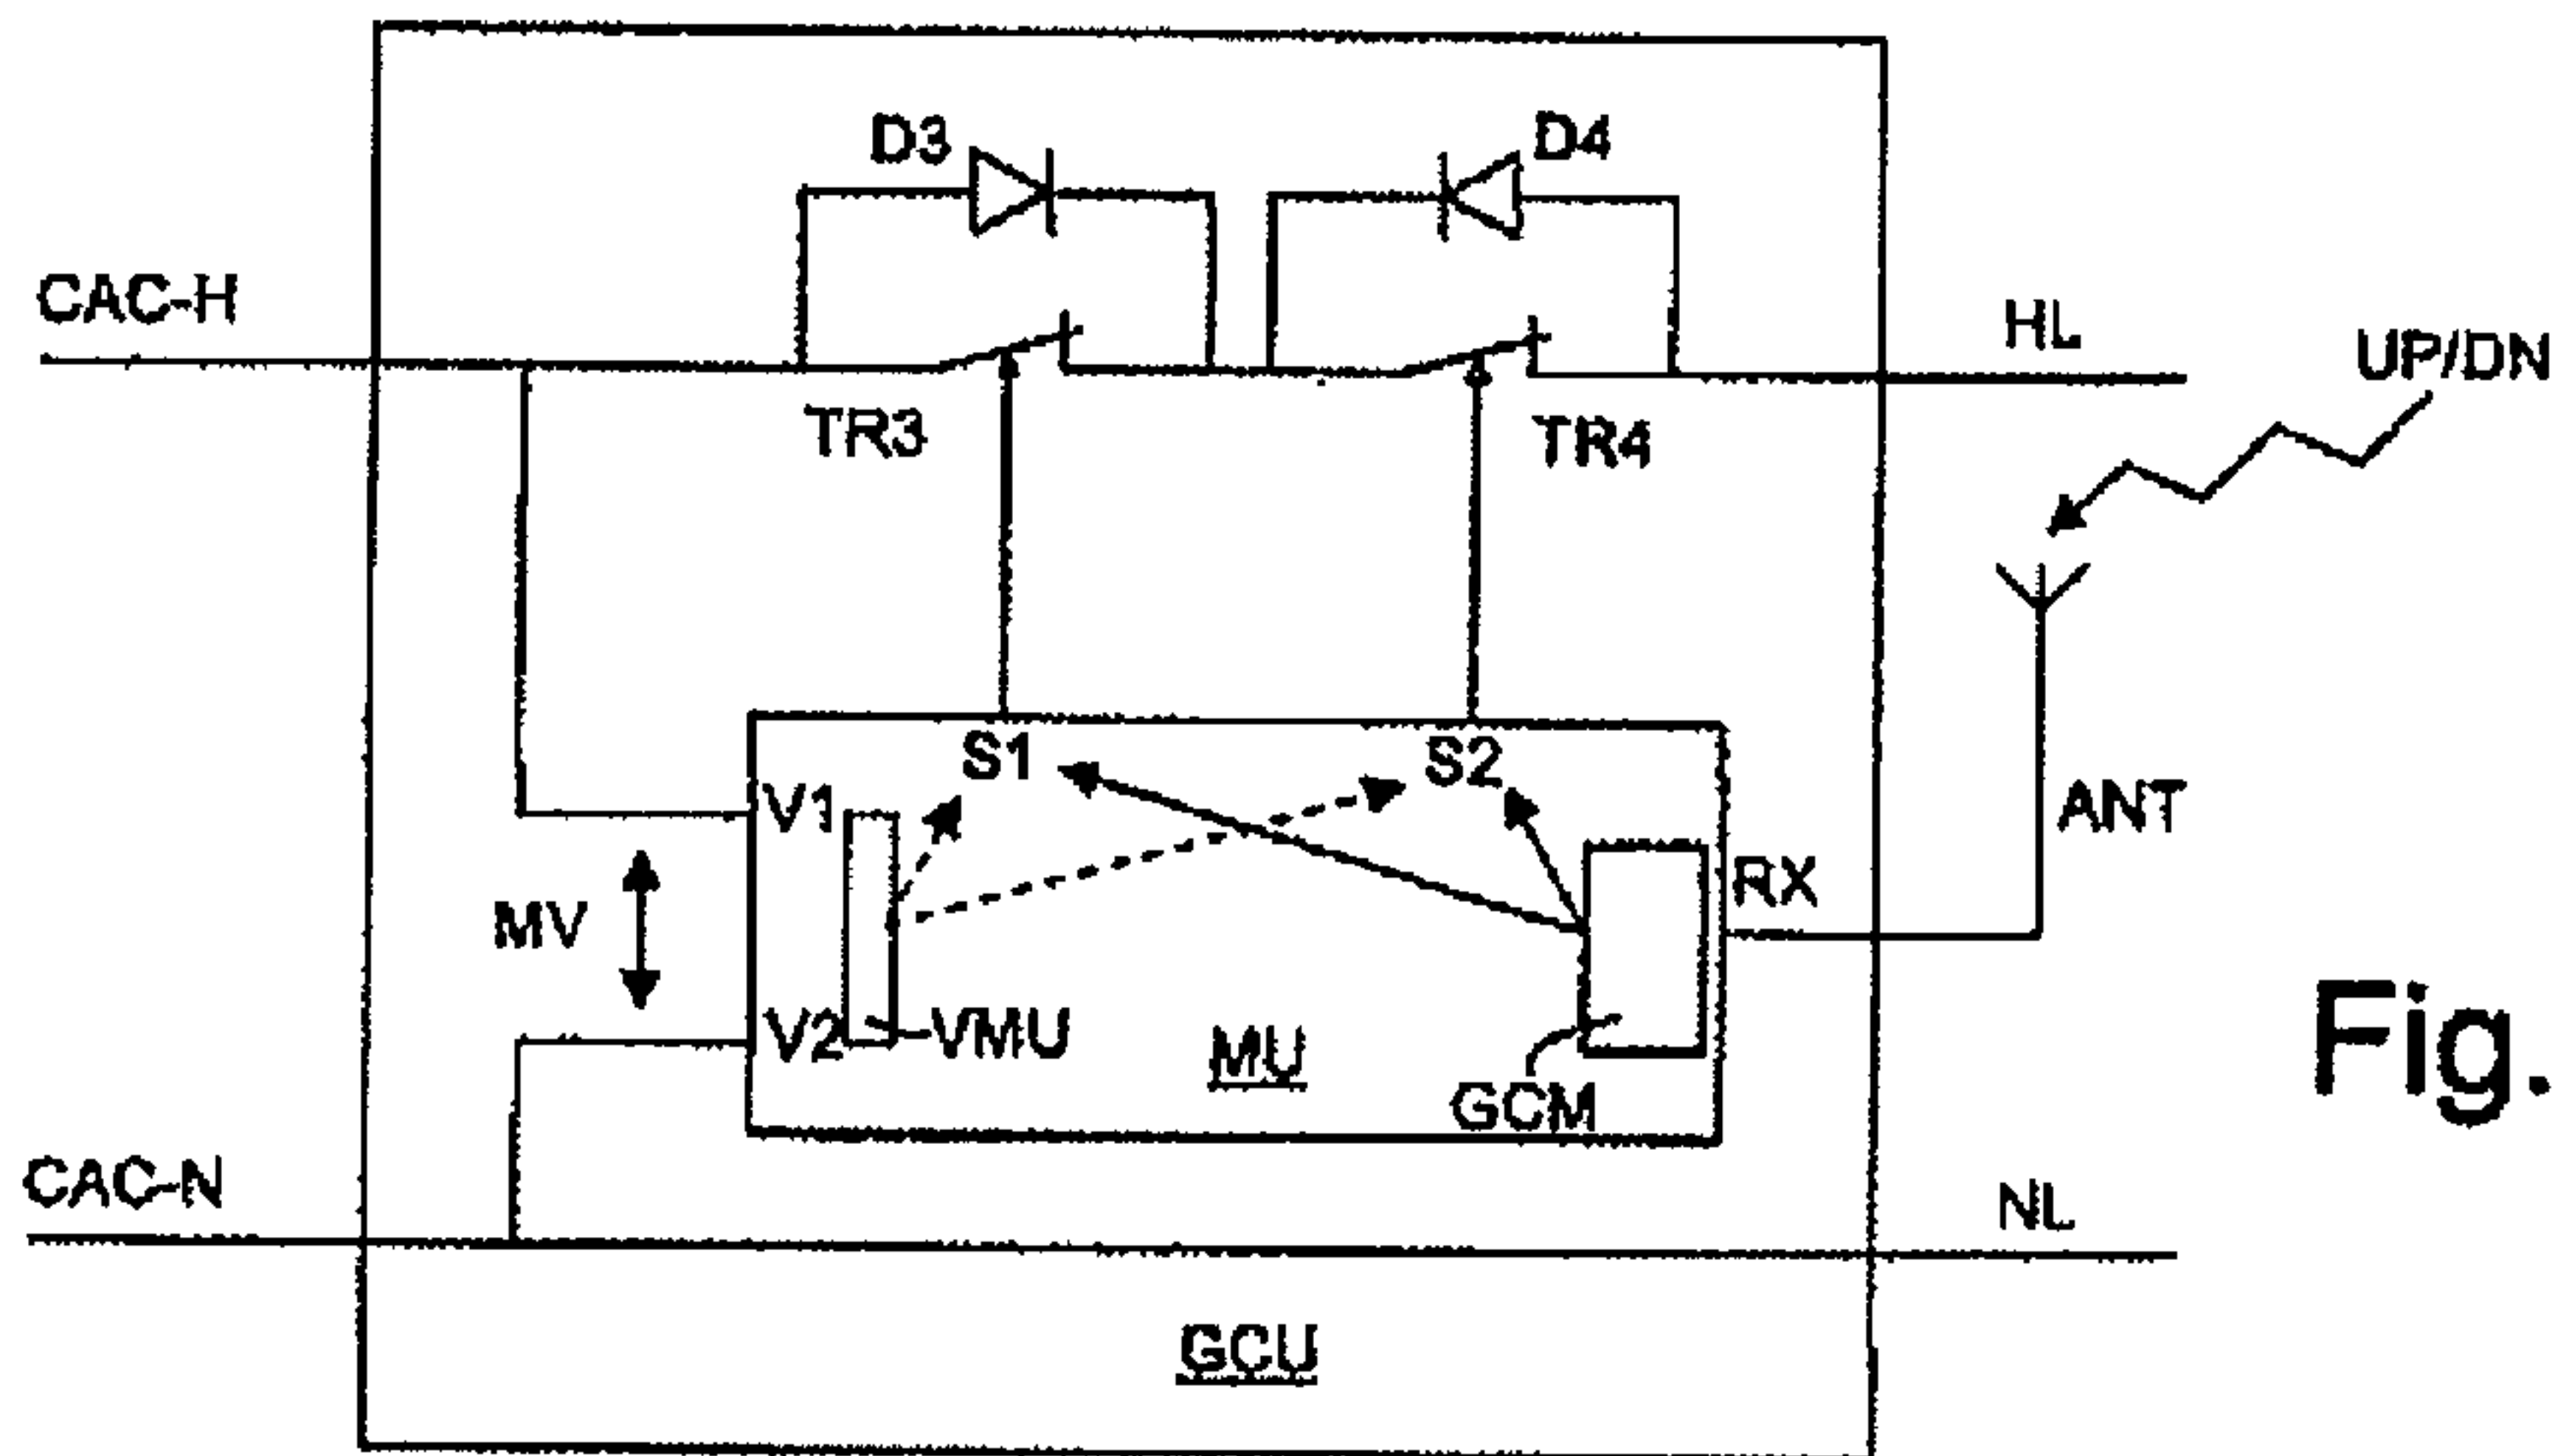 D3
D4
CAC-H
HL
UP/DN
TR3
TR4
S1
S2
V1
ANT
RX
MV
V2
VMU
MU
GCM
Fig.
CAC-N
NL
GCU